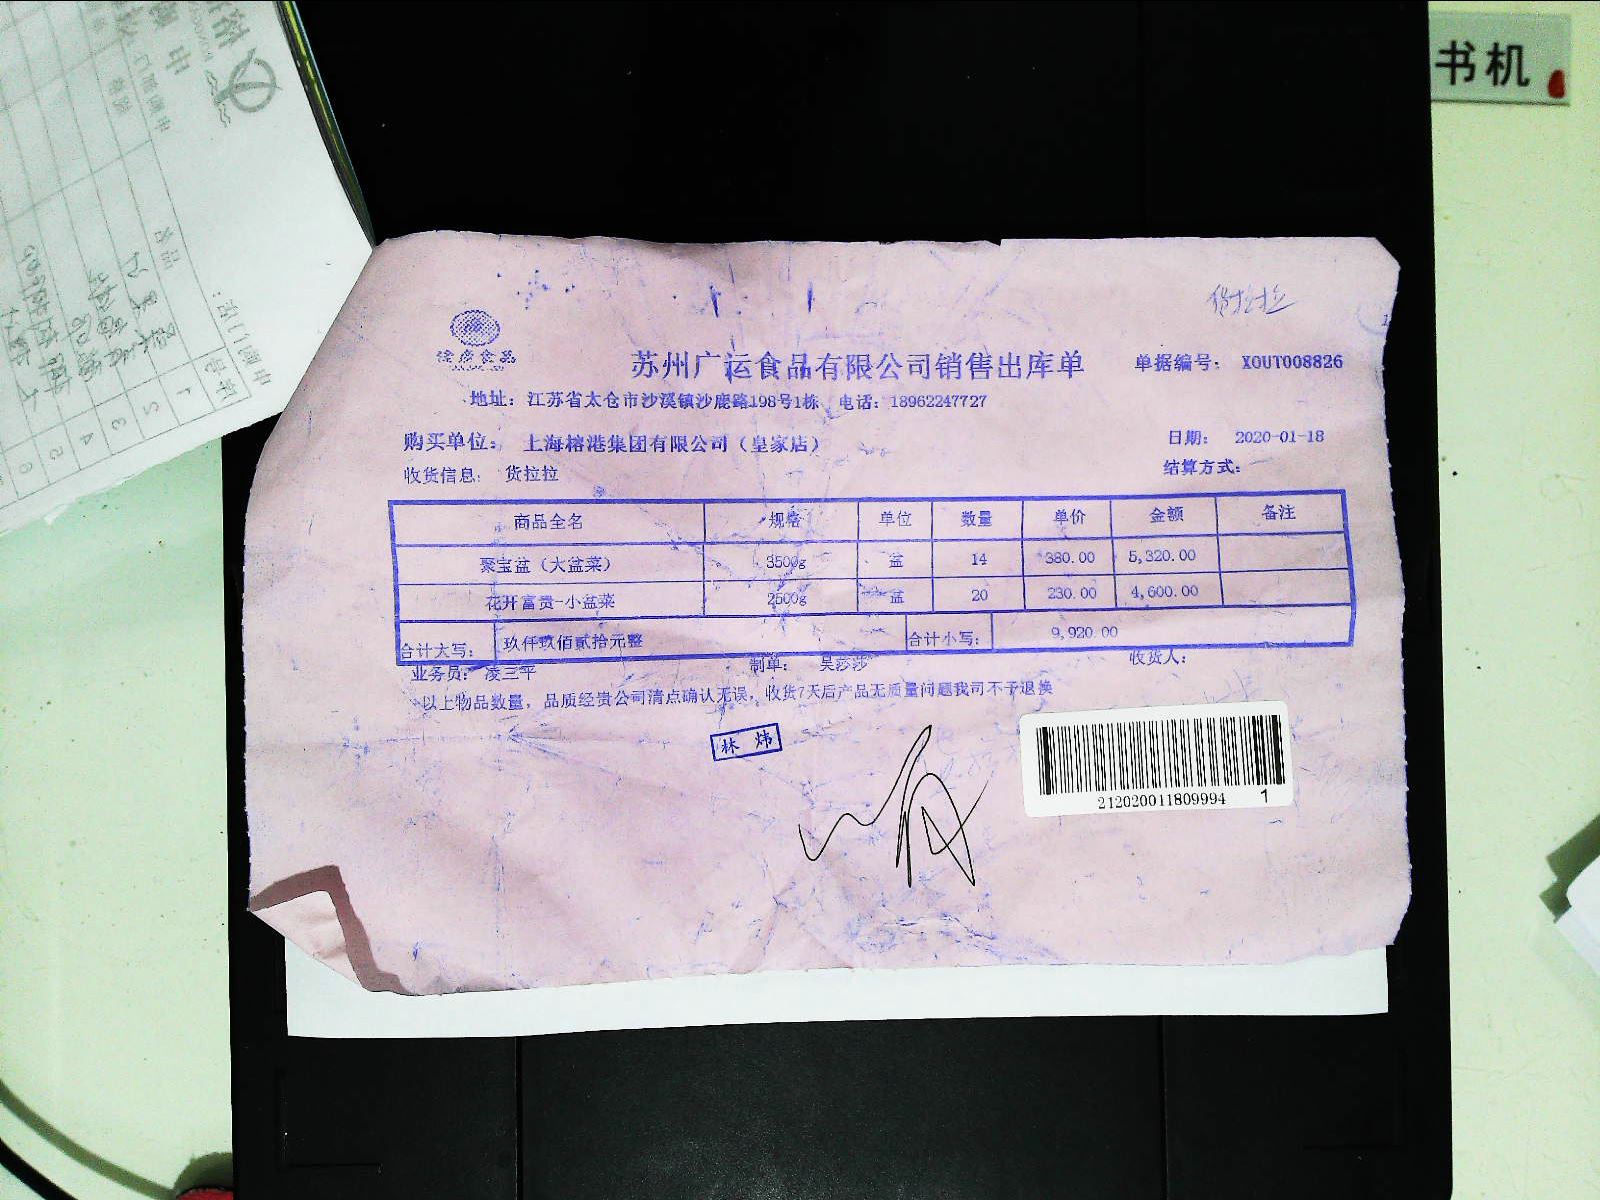 书机
货拉拉
佳广食品
苏州广运食品有限公司销售出库单
单据编号： XOUT008826
地址：江苏省太仓市沙溪镇沙鹿路198号1栋 电话：18962247727
购买单位： 上海榕港集团有限公司（皇家店）
日期： 2020-01-18
收货信息： 货拉拉
结算方式：
商品全名 规格 单位 数量 单价 金额 备注
聚宝盆（大盆菜） 3500g 盆 14 380.00 5,320.00
花开富贵-小盆菜 2500g 盆 20 230.00 4,600.00
合计大写： 玖仟玖佰贰拾元整 合计小写： 9,920.00
业务员： 凌三平 制单： 吴莎莎 收货人：
以上物品数量，品质经贵公司清点确认无误，收货7天后产品无质量问题我司不予退换
林 炜
212020011809994 1